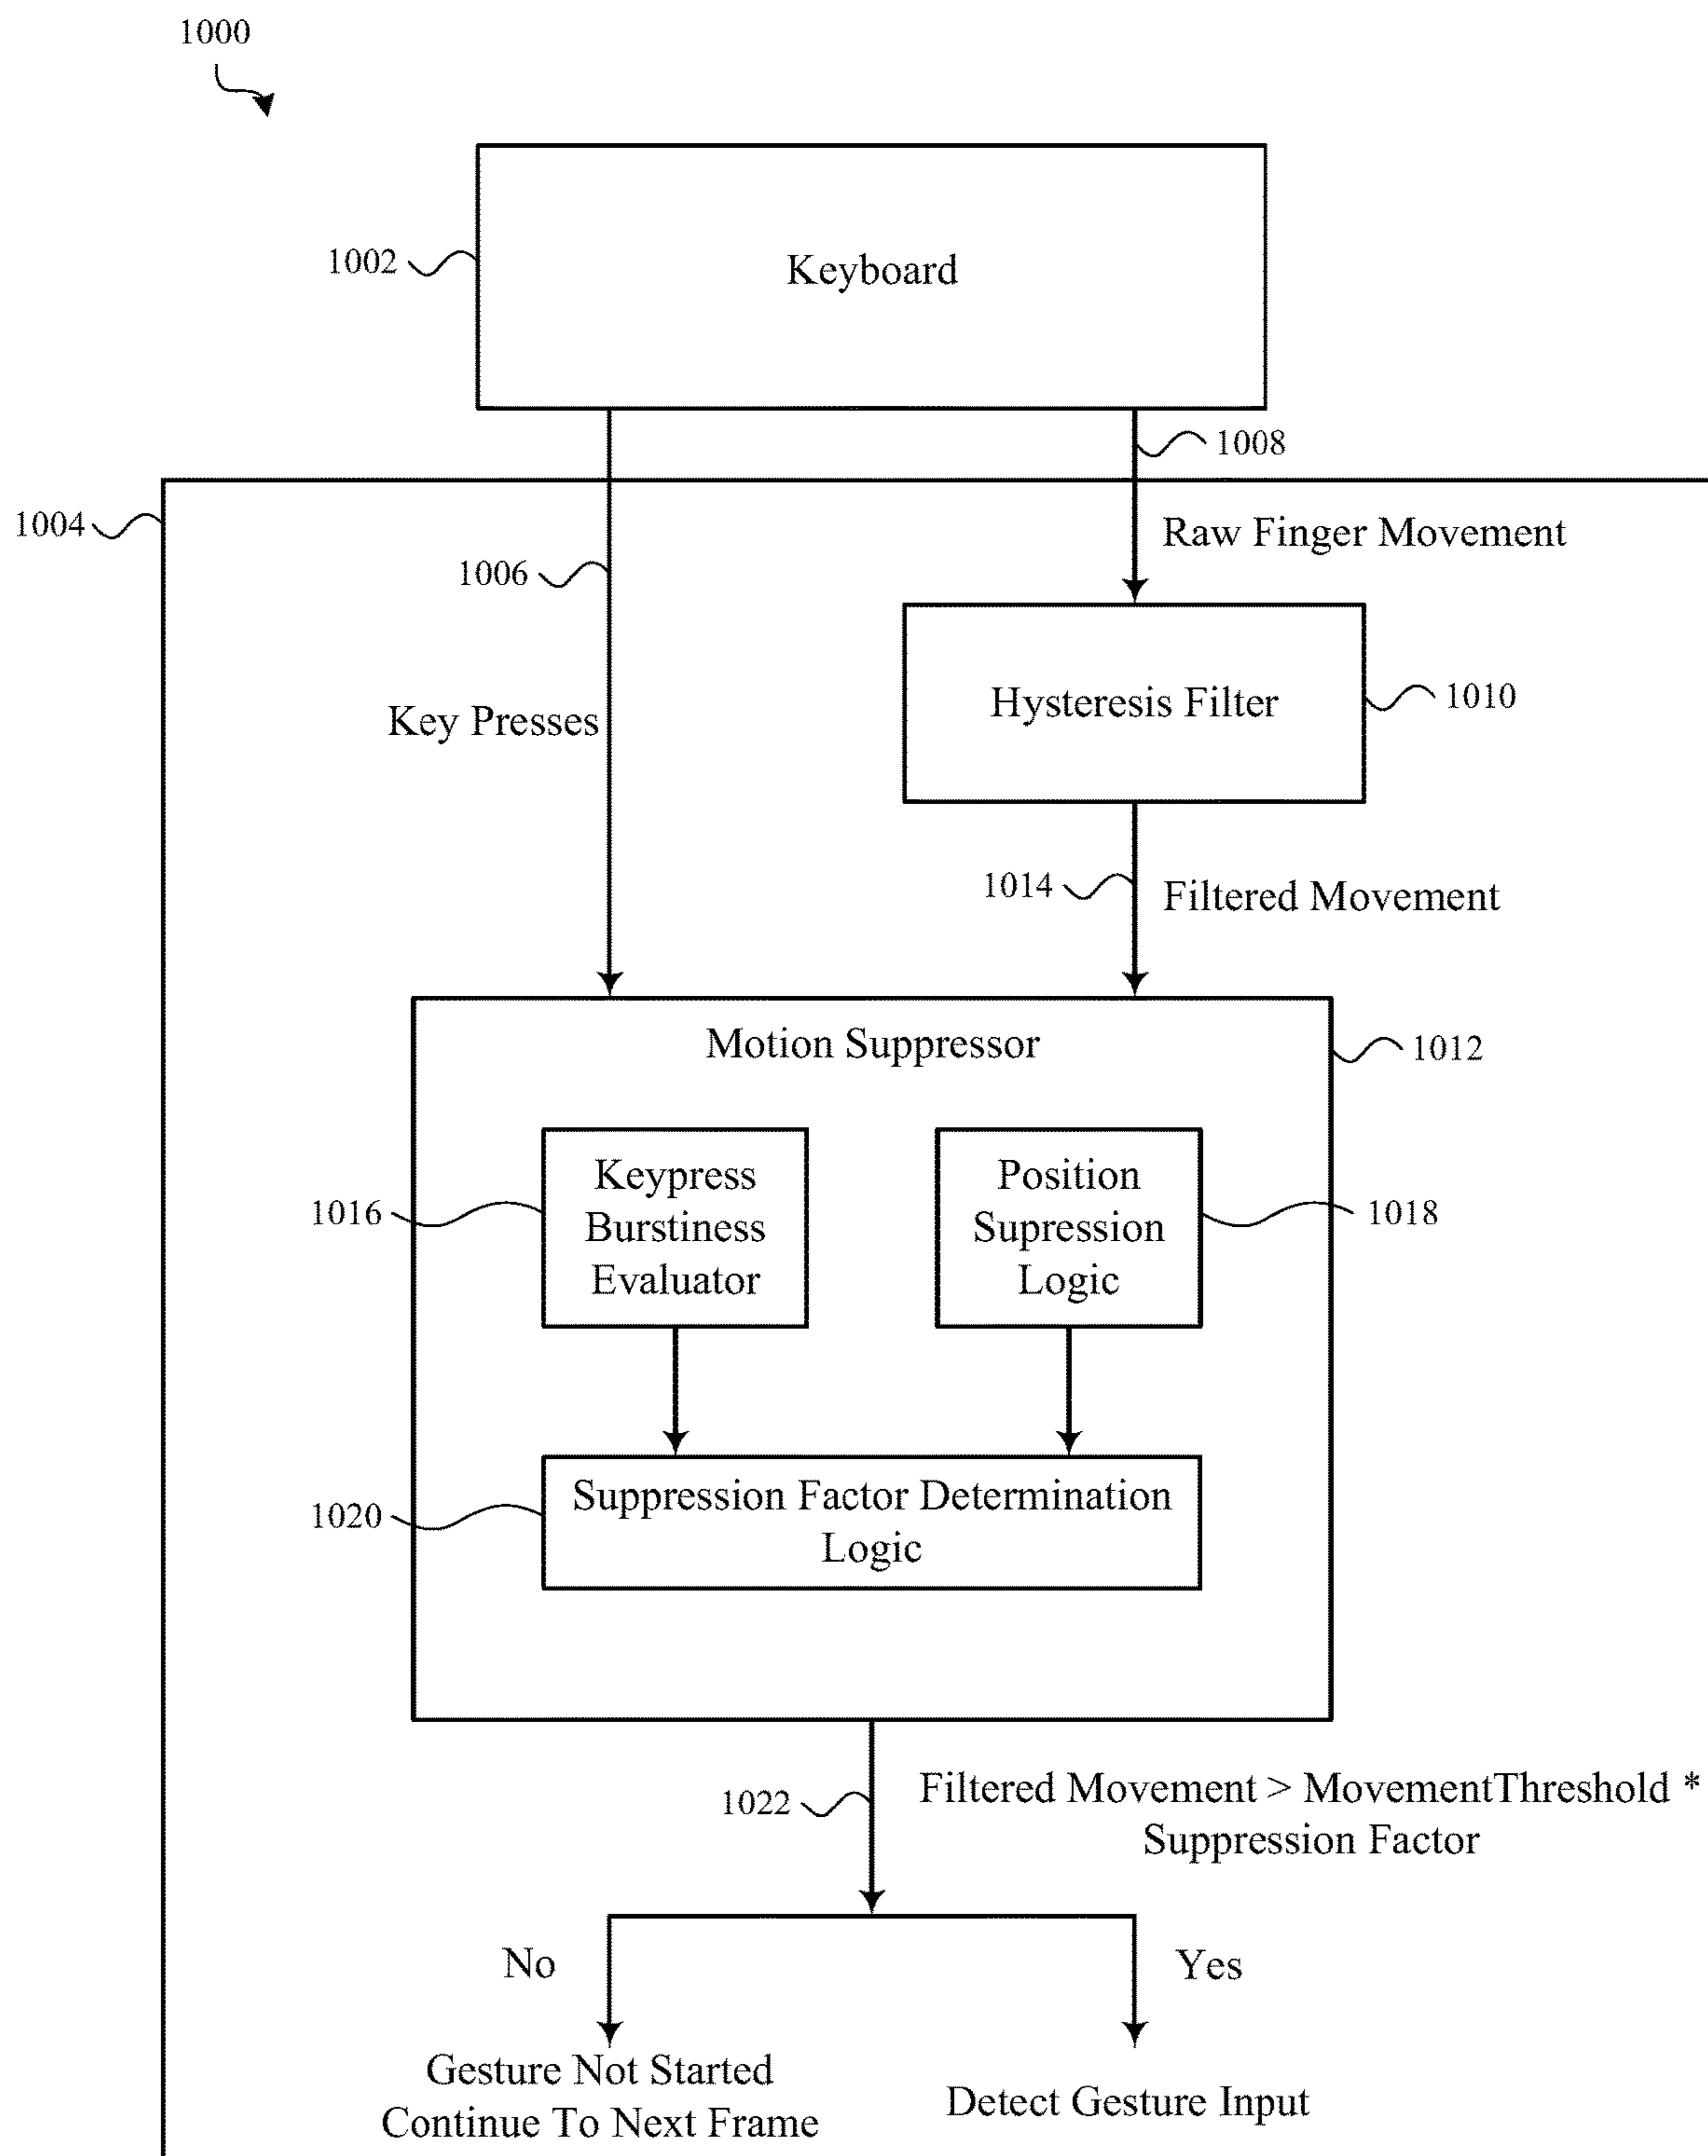 1000
1002
Keyboard
1008
1004
Raw Finger Movement
1006
Hysteresis Filter
1010
Key Presses
1014
Filtered Movement
Motion Suppressor
1012
Keypress
Burstiness
Evaluator
1016
Position
Supression
Logic
1018
Suppression Factor Determination
Logic
1020
1022
Filtered Movement > MovementThreshold *
Suppression Factor
No
Yes
Gesture Not Started
Continue To Next Frame
Detect Gesture Input